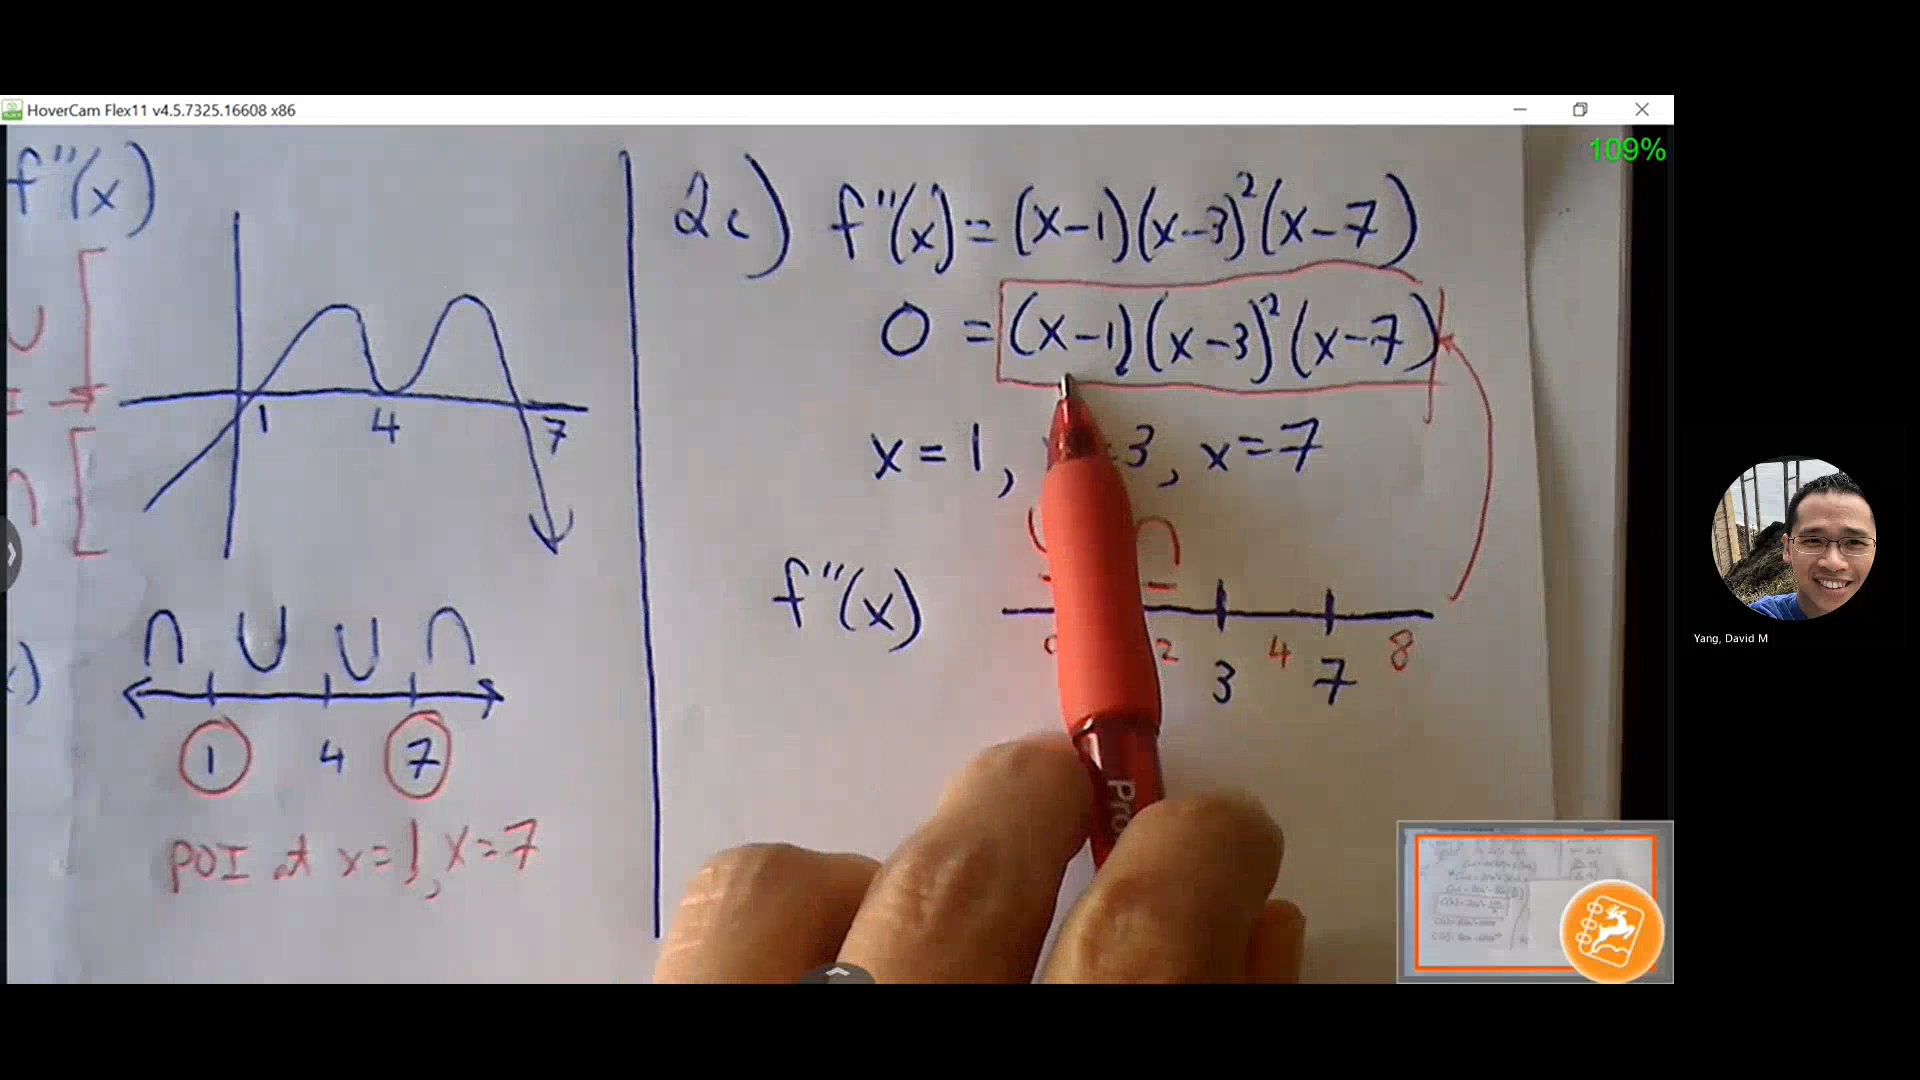 HoverCam Flex11 v4.5.7325.16608 x86
109%
f''(x)
1 4 7
1 4 7
POI at x=1, x=7
2c) f''(x) = (x-1)(x-3)²(x-7)
0 = (x-1)(x-3)²(x-7)
x=1, =3, x=7
f''(x)
2 4 8
3 7
Pro
Yang, David M